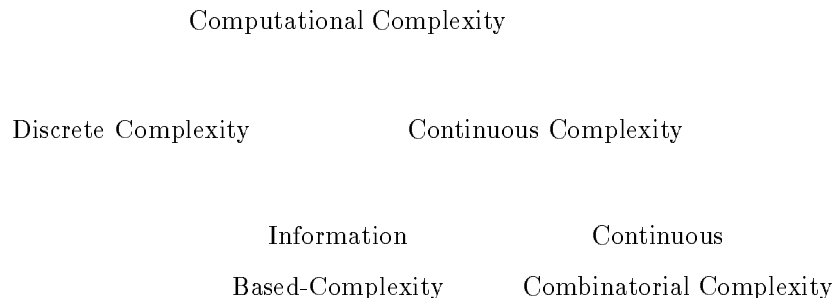 Computational Complexity
Discrete Complexity Continuous Complexity
Information Continuous
Based-Complexity Combinatorial Complexity